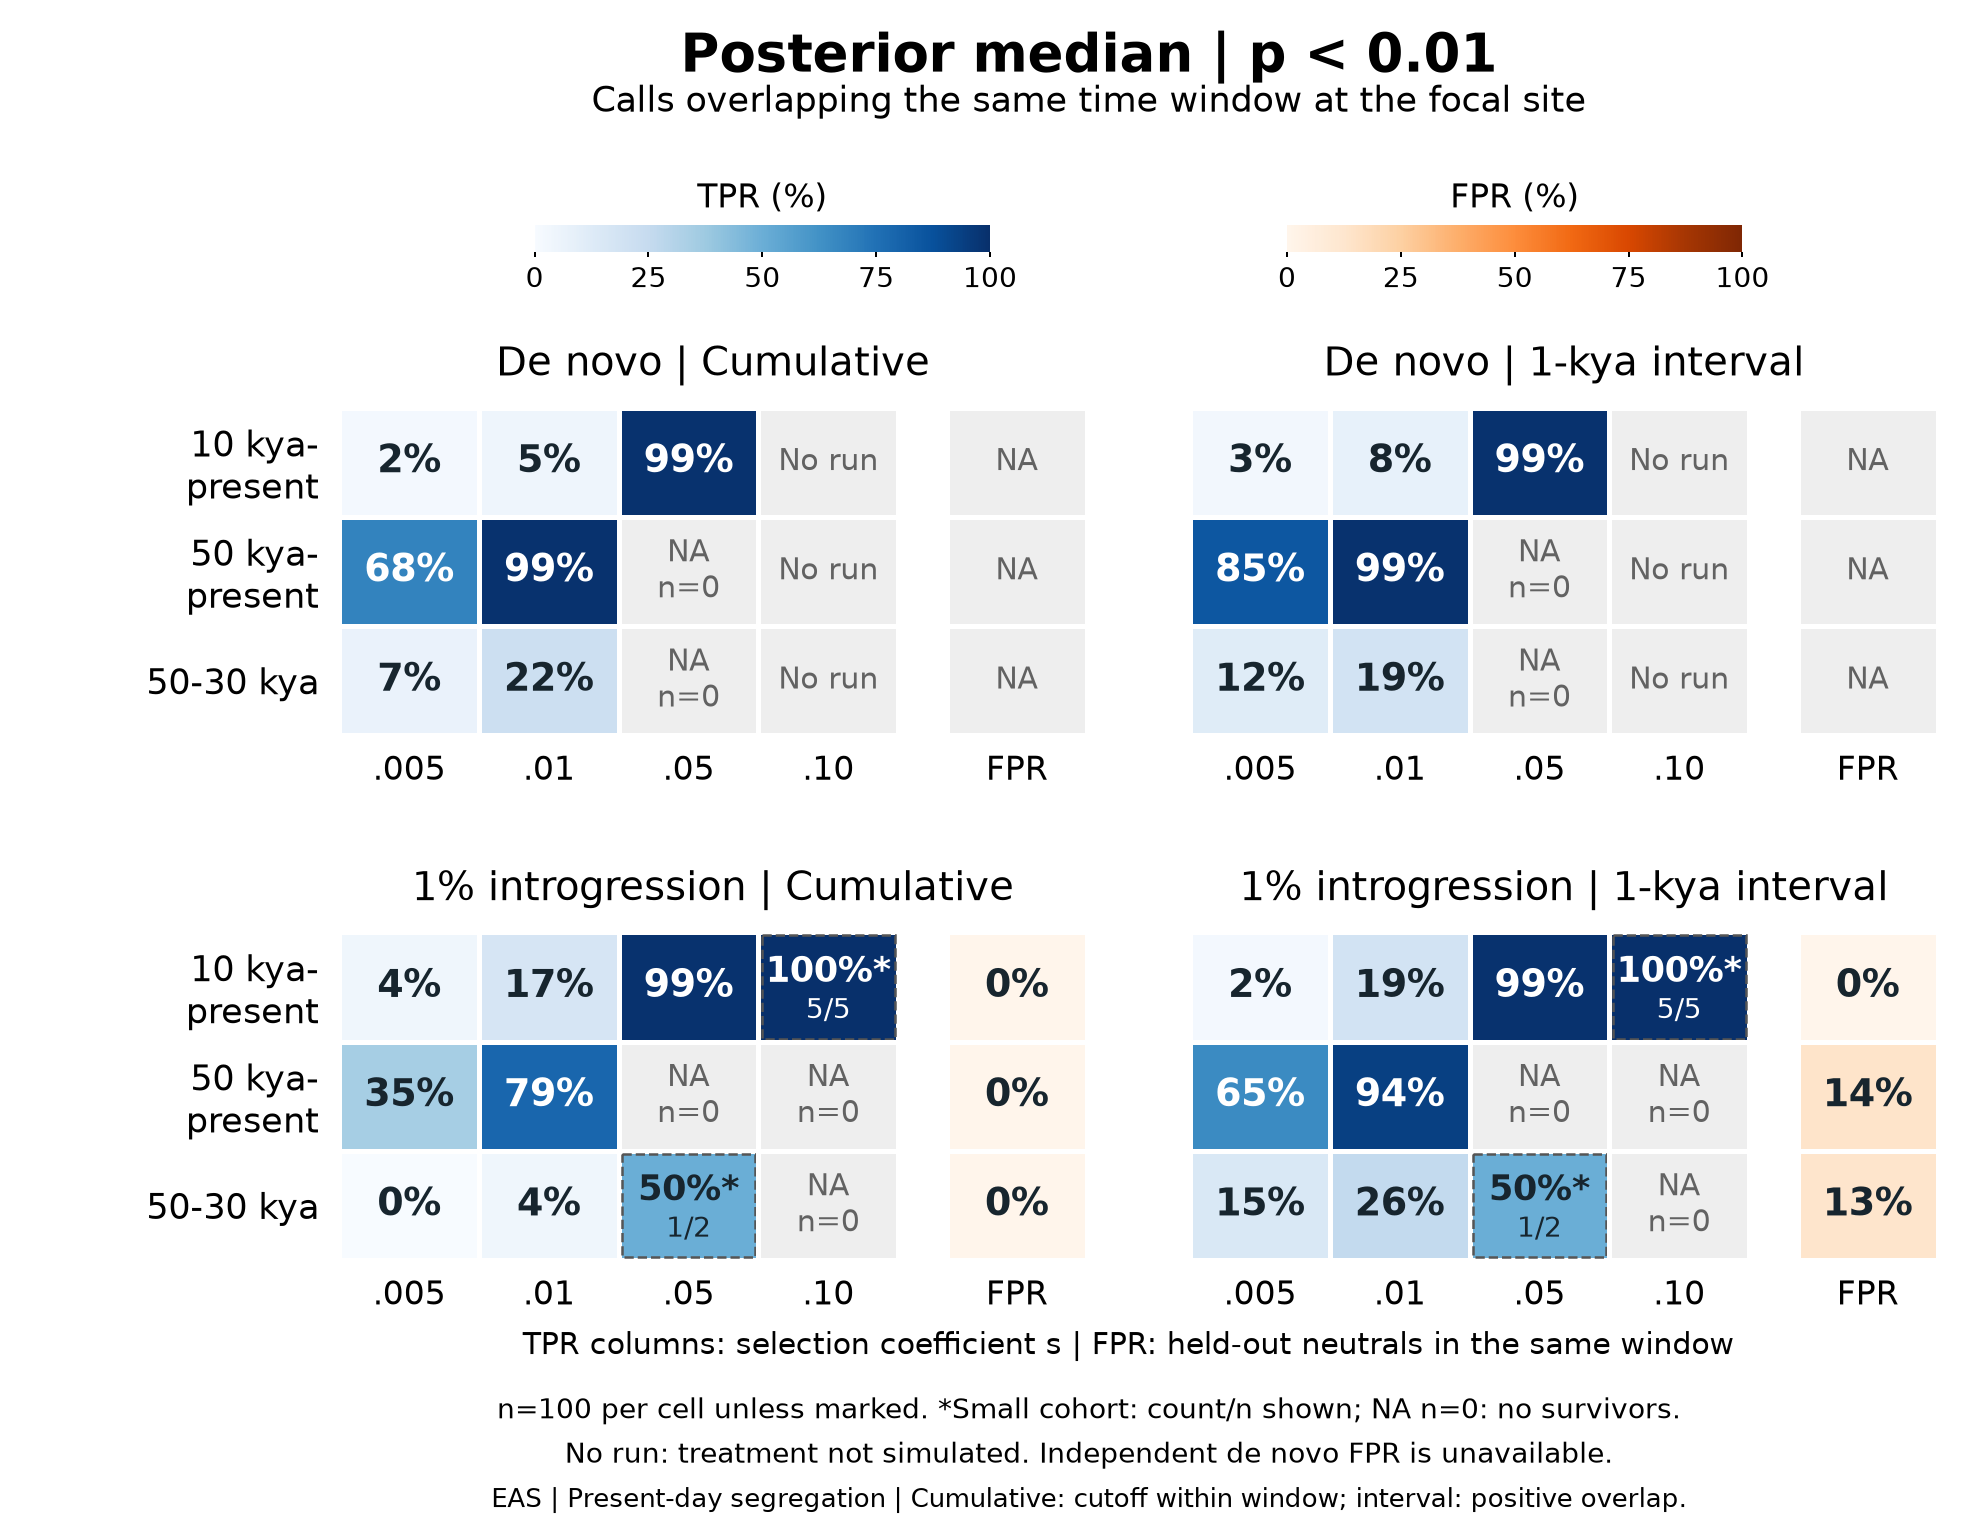 Posterior median | p < 0.01
Calls overlapping the same time window at the focal site
TPR (%)
0 25 50 75 100
FPR (%)
0 25 50 75 100
De novo | Cumulative
10 kya-
present
2% 5% 99% No run NA
50 kya-
present
68% 99% NA n=0 No run NA
50-30 kya
7% 22% NA n=0 No run NA
.005 .01 .05 .10 FPR
De novo | 1-kya interval
3% 8% 99% No run NA
85% 99% NA n=0 No run NA
12% 19% NA n=0 No run NA
.005 .01 .05 .10 FPR
1% introgression | Cumulative
10 kya-
present
4% 17% 99% 100%* 5/5 0%
50 kya-
present
35% 79% NA n=0 NA n=0 0%
50-30 kya
0% 4% 50%* 1/2 NA n=0 0%
.005 .01 .05 .10 FPR
1% introgression | 1-kya interval
2% 19% 99% 100%* 5/5 0%
65% 94% NA n=0 NA n=0 14%
15% 26% 50%* 1/2 NA n=0 13%
.005 .01 .05 .10 FPR
TPR columns: selection coefficient s | FPR: held-out neutrals in the same window
n=100 per cell unless marked. *Small cohort: count/n shown; NA n=0: no survivors.
No run: treatment not simulated. Independent de novo FPR is unavailable.
EAS | Present-day segregation | Cumulative: cutoff within window; interval: positive overlap.